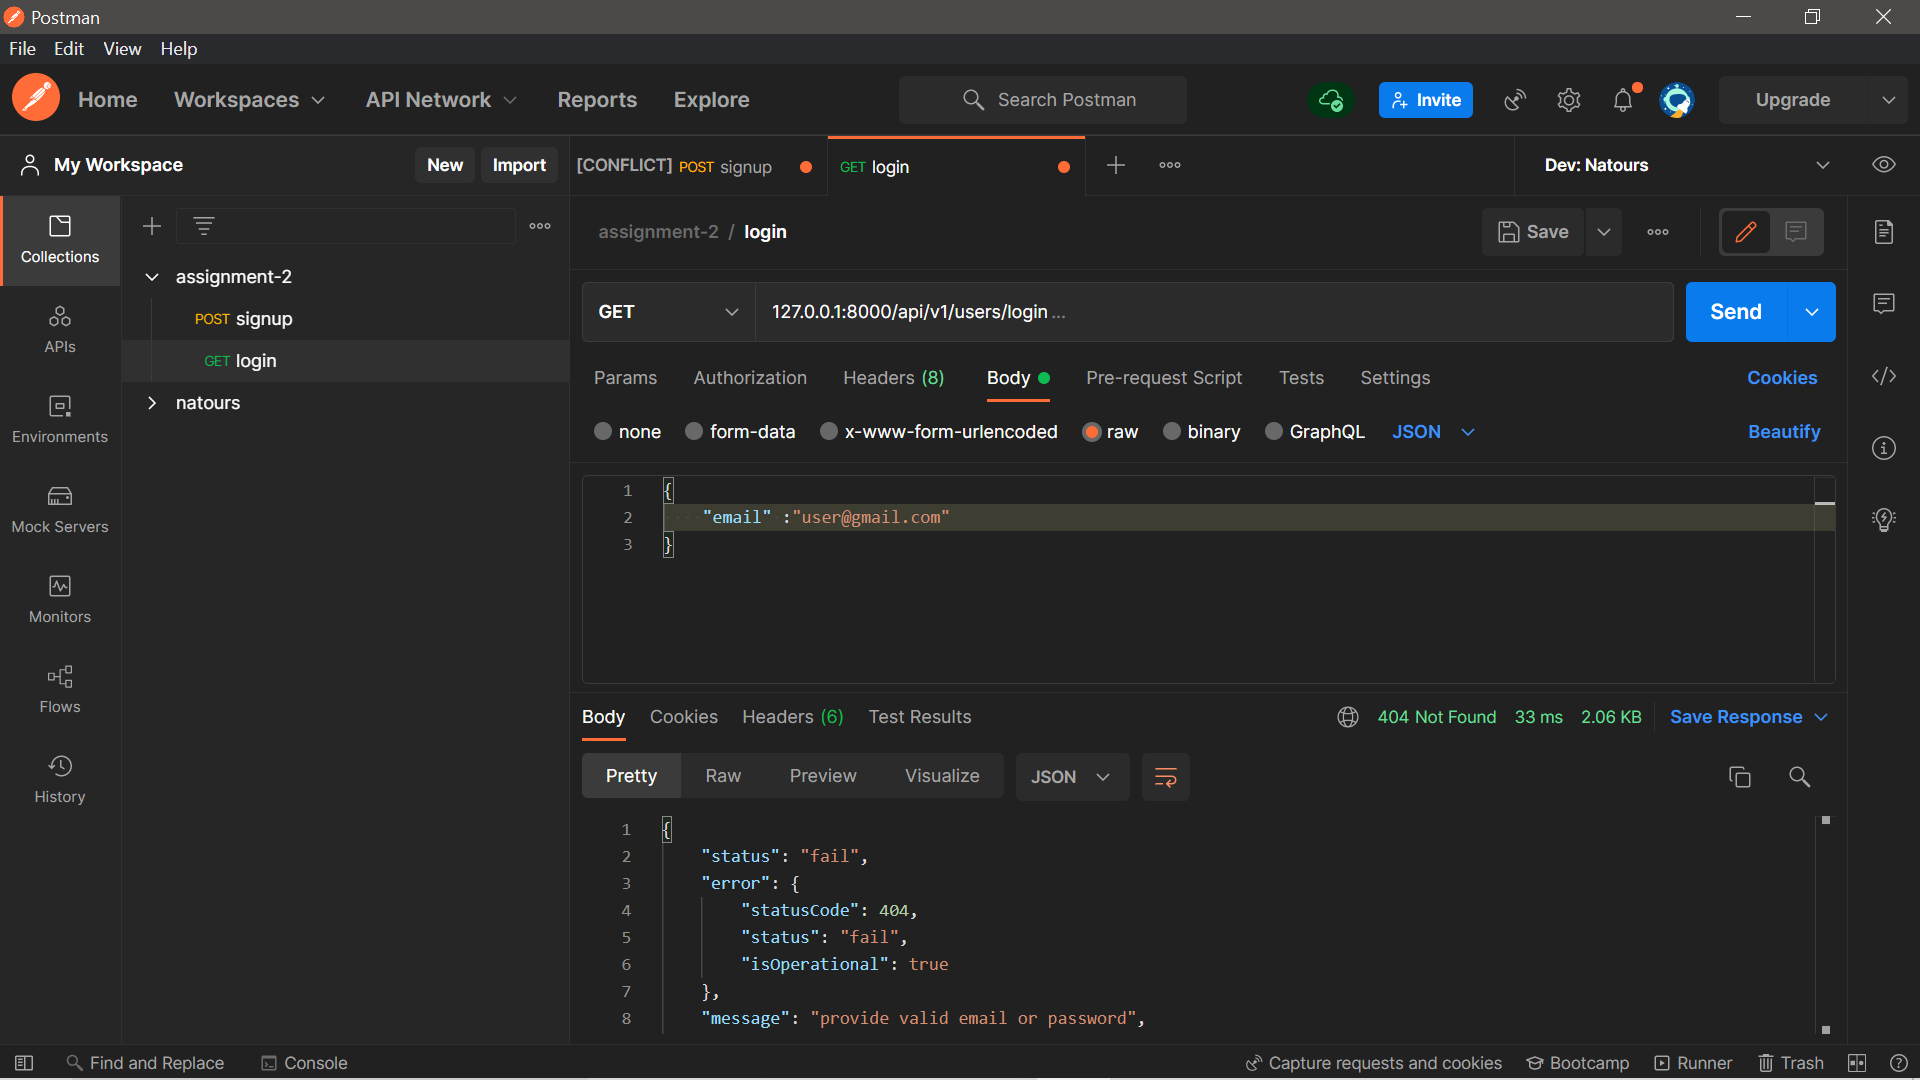 Postman
File Edit View Help
Home Workspaces API Network Reports Explore Search Postman Invite Upgrade
My Workspace New Import [CONFLICT] POST signup GET login Dev: Natours
Collections
APIs
Environments
Mock Servers
Monitors
Flows
History
assignment-2
POST signup
GET login
natours
assignment-2 / login Save
GET 127.0.0.1:8000/api/v1/users/login ... Send
Params Authorization Headers (8) Body Pre-request Script Tests Settings Cookies
none form-data x-www-form-urlencoded raw binary GraphQL JSON Beautify
1 {
2 "email" :"user@gmail.com"
3 }
Body Cookies Headers (6) Test Results 404 Not Found 33 ms 2.06 KB Save Response
Pretty Raw Preview Visualize JSON
1 {
2 "status": "fail",
3 "error": {
4 "statusCode": 404,
5 "status": "fail",
6 "isOperational": true
7 },
8 "message": "provide valid email or password",
Find and Replace Console Capture requests and cookies Bootcamp Runner Trash